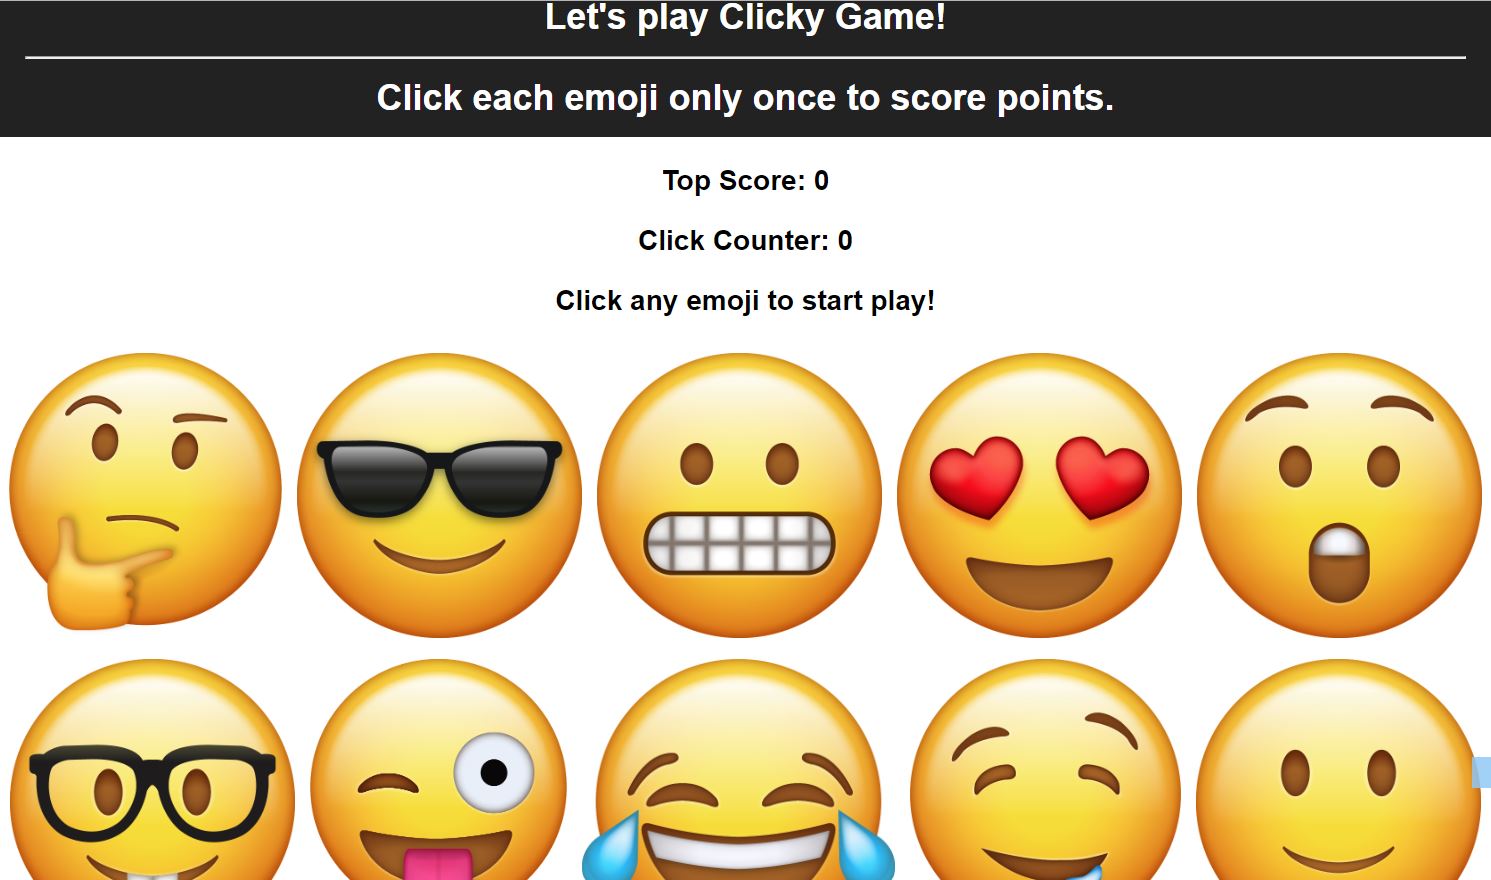 Let's play Clicky Game!
Click each emoji only once to score points.
Top Score: 0
Click Counter: 0
Click any emoji to start play!